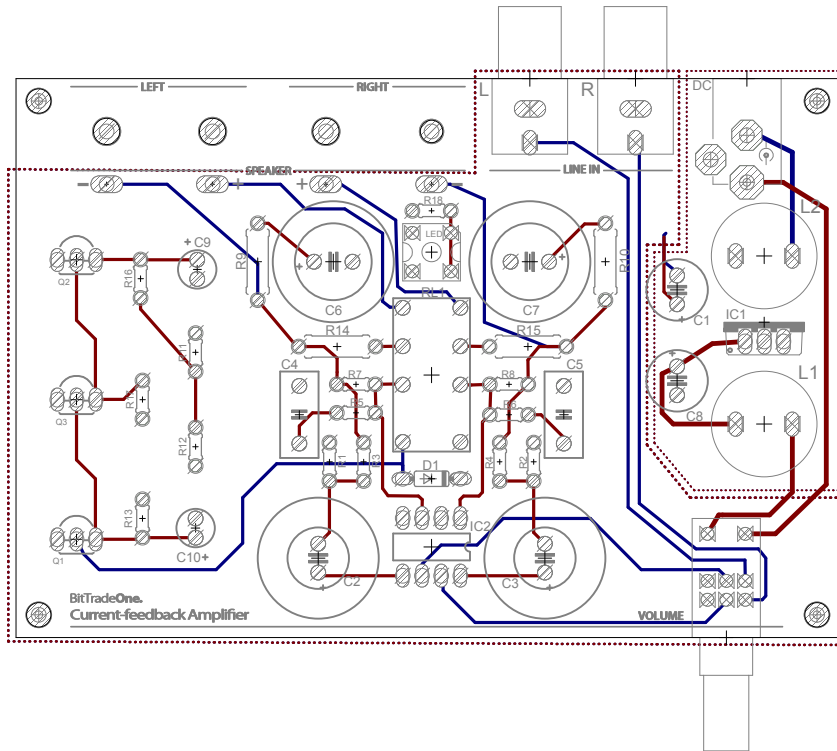 LEFT
RIGHT
L
R
DC
SPEAKER
LINE IN
−
+
+
−
R18
LED
L2
C9
+
Q2
R16
R9
C6
+
C7
+
R10
RL1
C1
+
IC1
R14
R15
R11
C4
C5
L1
R7
R8
R5
R6
C8
+
Q3
R12
R1
R3
R4
R2
D1
R13
IC2
Q1
C10
+
C2
+
C3
+
BitTradeOne.
Current-feedback Amplifier
VOLUME